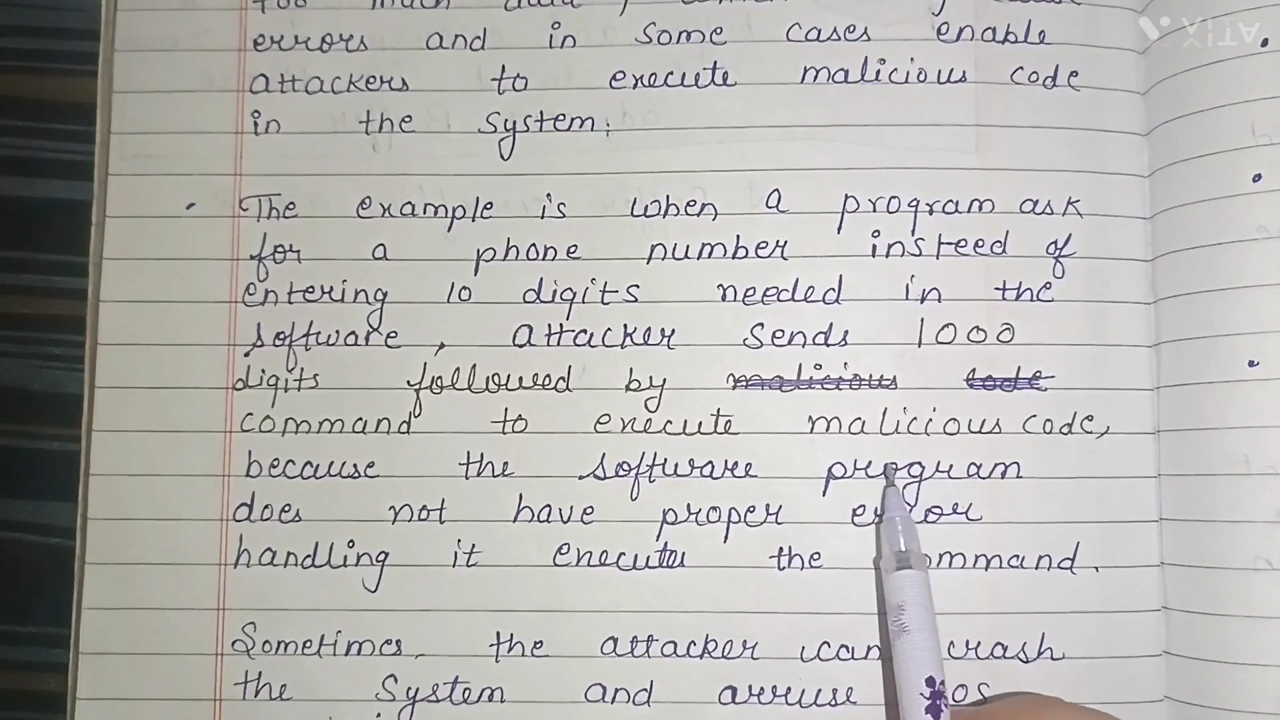 errors and in some cases enable
attackers to execute malicious code
in the system.
The example is when a program ask
for a phone number insteed of
entering 10 digits needed in the
software, attacker sends 1000
digits followed by malicious code
command to execute malicious code,
because the software program
does not have proper error
handling it executes the command.
Sometimes the attacker can crash
the system and